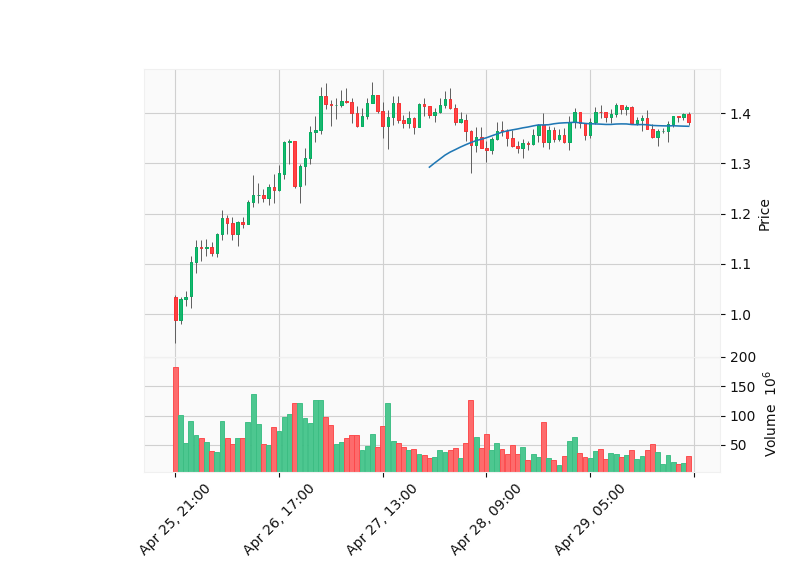 1.4
1.3
1.2
1.1
1.0
Price
200
150
100
50
Volume 10⁶
Apr 25, 21:00
Apr 26, 17:00
Apr 27, 13:00
Apr 28, 09:00
Apr 29, 05:00